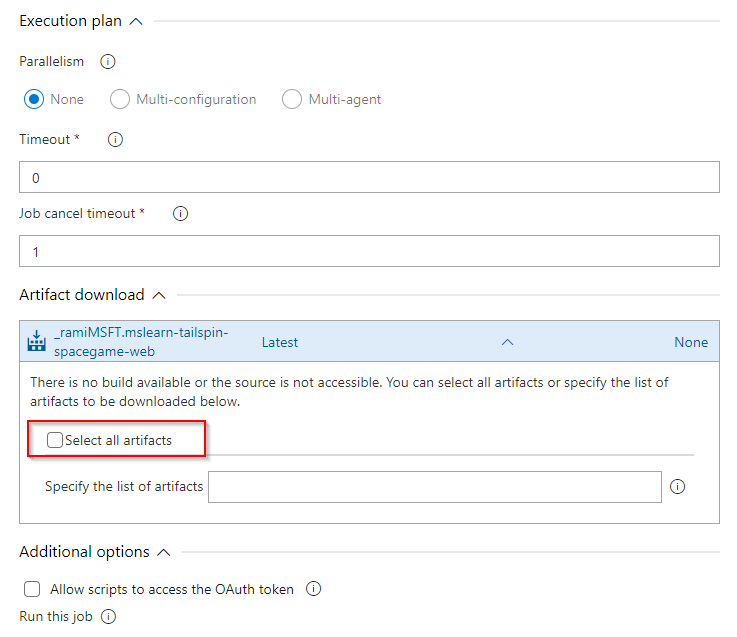 Execution plan
Parallelism
None Multi-configuration Multi-agent
Timeout *
0
Job cancel timeout *
1
Artifact download
_ramiMSFT.mslearn-tailspin-
spacegame-web
Latest
None
There is no build available or the source is not accessible. You can select all artifacts or specify the list of
artifacts to be downloaded below.
Select all artifacts
Specify the list of artifacts
Additional options
Allow scripts to access the OAuth token
Run this job